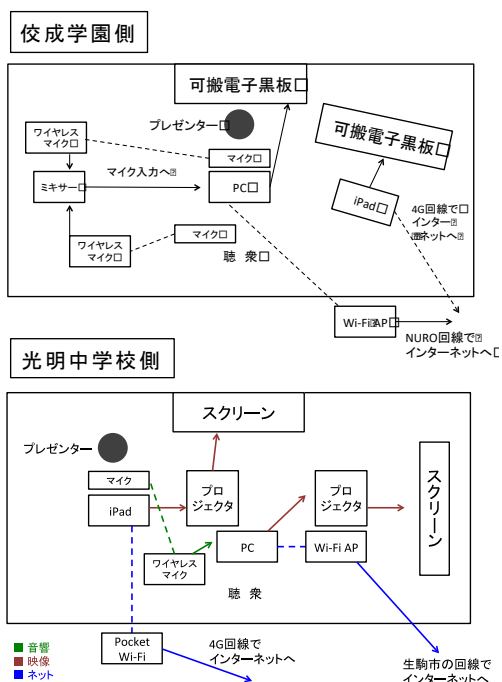 佼成学園側
可搬電子黒板
プレゼンター
可搬電子黒板
ワイヤレス
マイク
マイク
マイク入力へ
ミキサー
PC
iPad
4G回線で
インター
ネットへ
マイク
ワイヤレス
マイク
聴 衆
Wi-Fi AP
NURO回線で
インターネットへ
光明中学校側
スクリーン
プレゼンター
マイク
iPad
プロ
ジェクタ
プロ
ジェクタ
スクリーン
PC
Wi-Fi AP
ワイヤレス
マイク
聴 衆
Pocket
Wi-Fi
4G回線で
インターネットへ
生駒市の回線で
インターネットへ
音響
映像
ネット